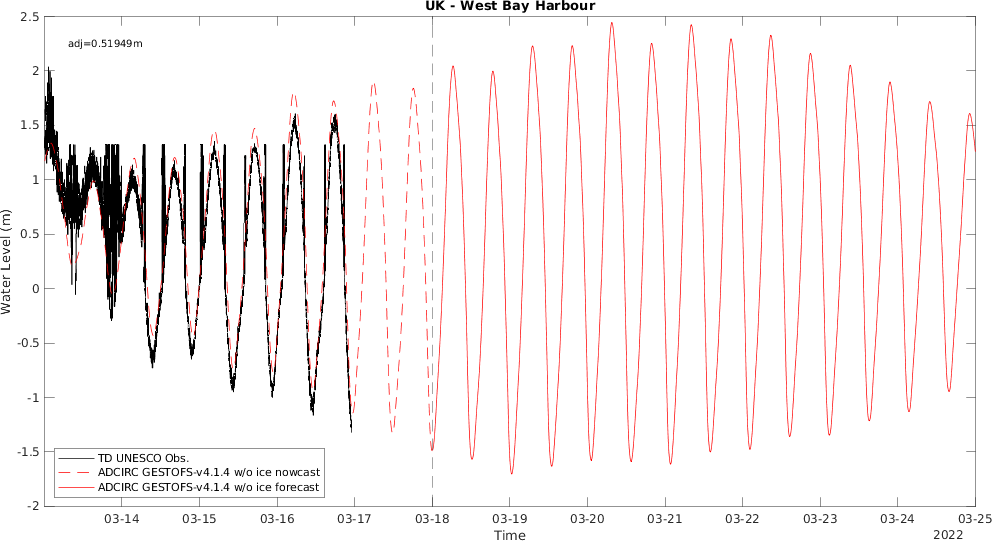 UK - West Bay Harbour
adj=0.51949m
2.5
2
1.5
1
0.5
0
-0.5
-1
-1.5
-2
Water Level (m)
TD UNESCO Obs.
ADCIRC GESTOFS-v4.1.4 w/o ice nowcast
ADCIRC GESTOFS-v4.1.4 w/o ice forecast
03-14 03-15 03-16 03-17 03-18 03-19 03-20 03-21 03-22 03-23 03-24 03-25
Time
2022